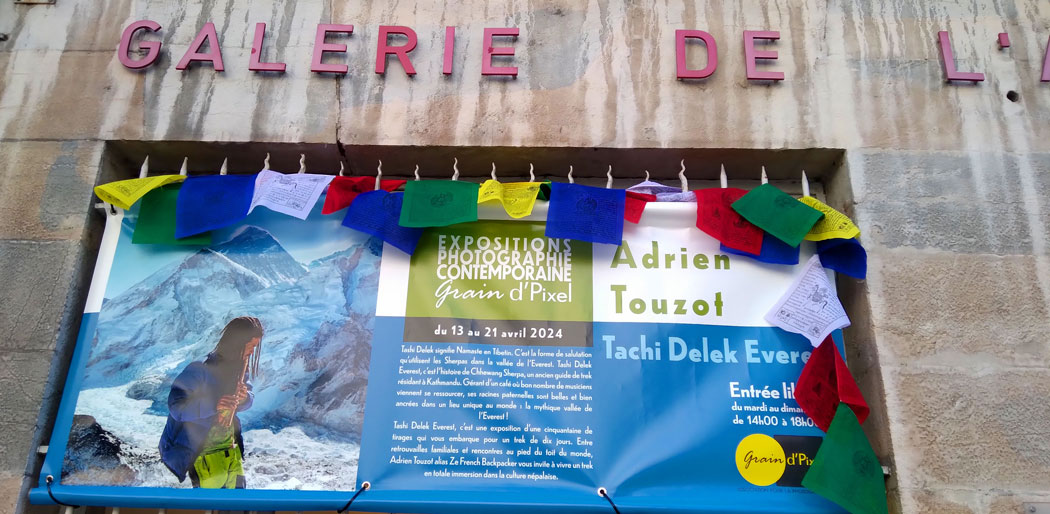 GALERIE DE L'
EXPOSITIONS
PHOTOGRAPHIE
CONTEMPORAINE
Grain d'Pixel
du 13 au 21 avril 2024
Tachi Delek signifie Namaste en Tibetin. C'est la forme de salutation
qu'utilisent les Sherpas dans la vallée de l'Everest. Tachi Delek
Everest, c'est l'histoire de Chhewang Sherpa, un ancien guide de trek
résidant à Kathmandu. Gérant d'un café où bon nombre de musiciens
viennent se ressourcer, ses racines paternelles sont belles et bien
ancrées dans un lieu unique au monde : la mythique vallée de
l'Everest !
Tachi Delek Everest, c'est une exposition d'une cinquantaine de
tirages qui vous embarque pour un trek de dix jours. Entre
retrouvailles familiales et rencontres au pied du toit du monde,
Adrien Touzot alias Ze French Backpacker vous invite à vivre un trek
en totale immersion dans la culture népalaise.
Adrien
Touzot
Tachi Delek Evere
Entrée li
du mardi au dima
de 14h00 à 18h0
Grain d'Pix